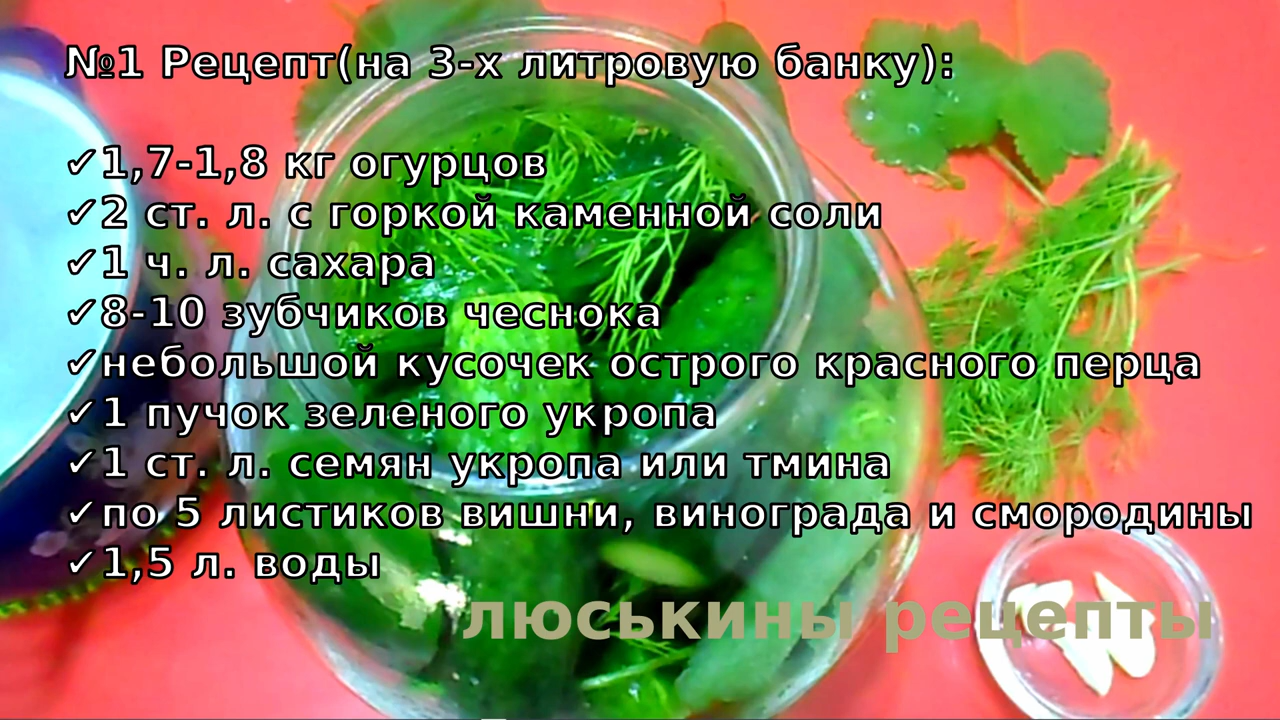 №1 Рецепт(на 3-х литровую банку):
✓1,7-1,8 кг огурцов
✓2 ст. л. с горкой каменной соли
✓1 ч. л. сахара
✓8-10 зубчиков чеснока
✓небольшой кусочек острого красного перца
✓1 пучок зеленого укропа
✓1 ст. л. семян укропа или тмина
✓по 5 листиков вишни, винограда и смородины
✓1,5 л. воды
люськины рецепты